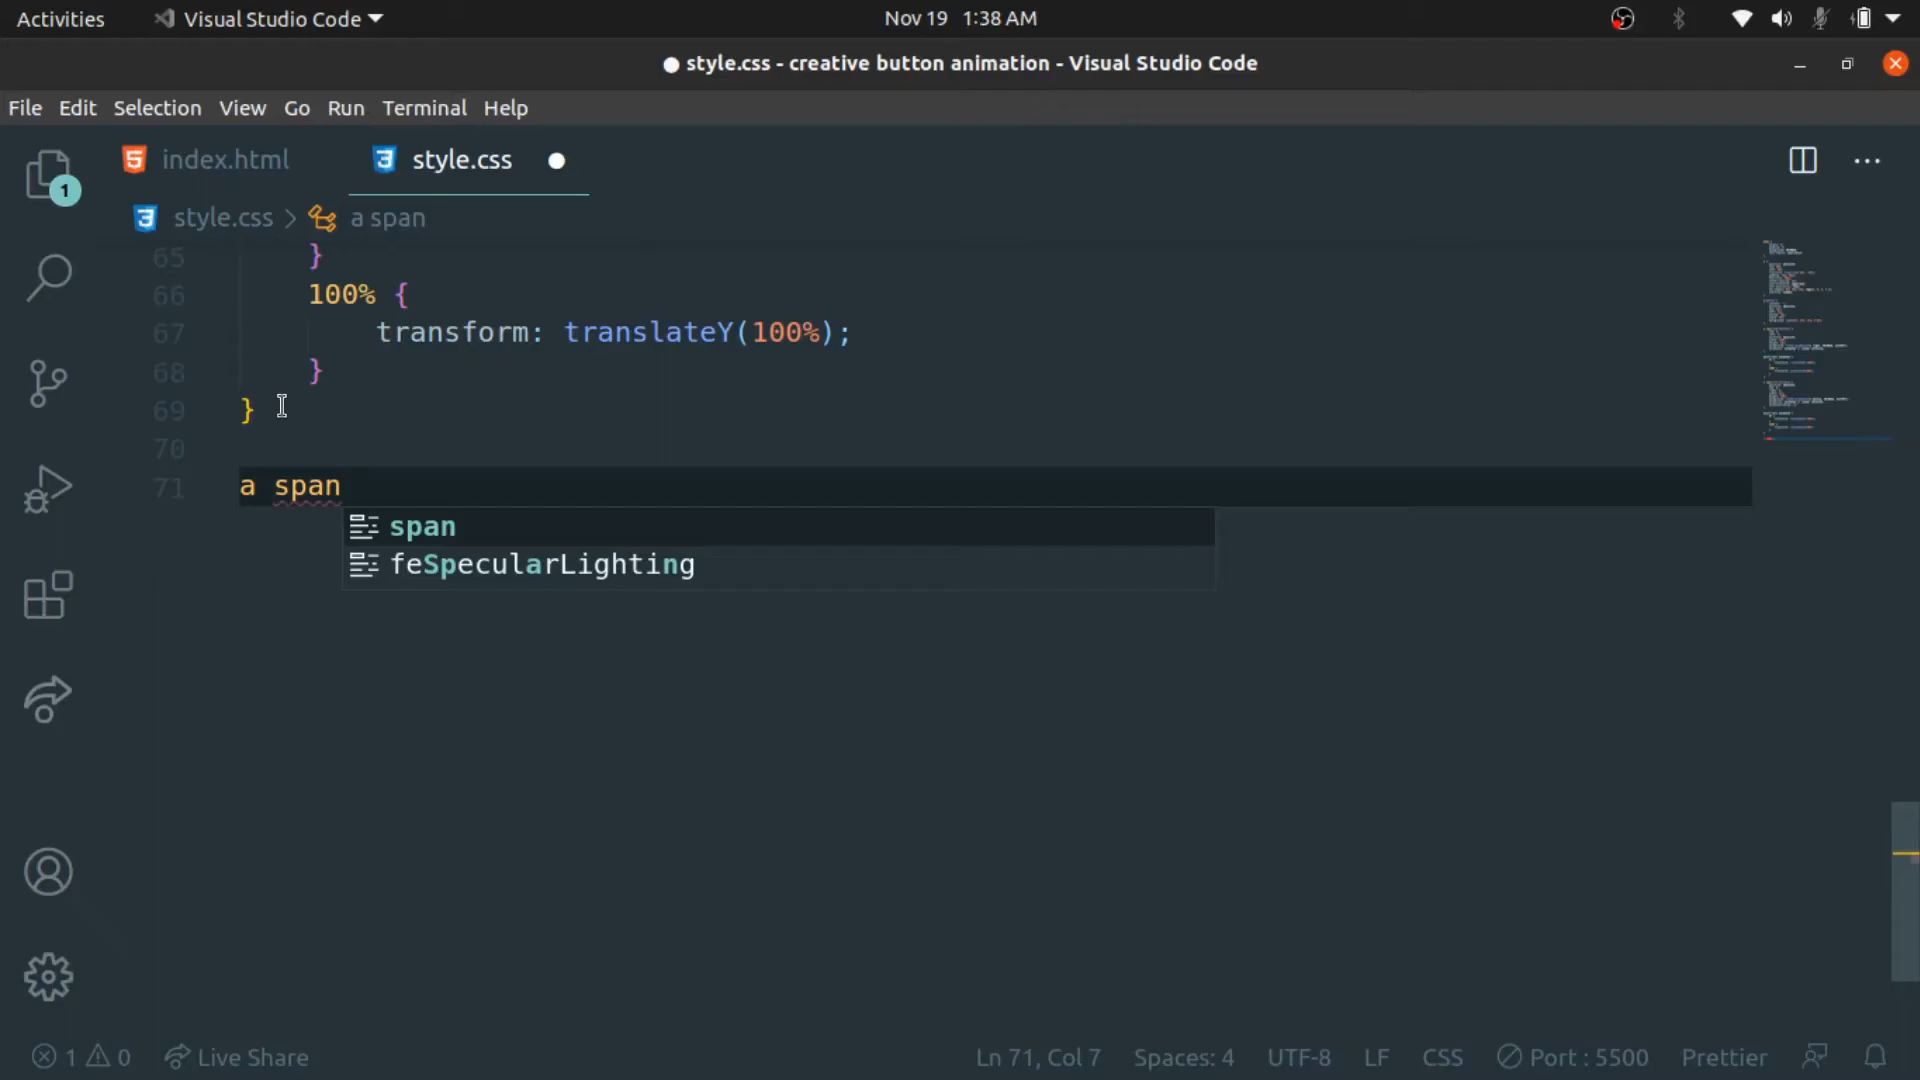 Activities Visual Studio Code Nov 19 1:38 AM
style.css - creative button animation - Visual Studio Code
File Edit Selection View Go Run Terminal Help
index.html style.css
1
style.css > a span
65 }
66 100% {
67 transform: translateY(100%);
68 }
69 }
70
71 a span
span
feSpecularLighting
1 0 Live Share Ln 71, Col 7 Spaces: 4 UTF-8 LF CSS Port : 5500 Prettier